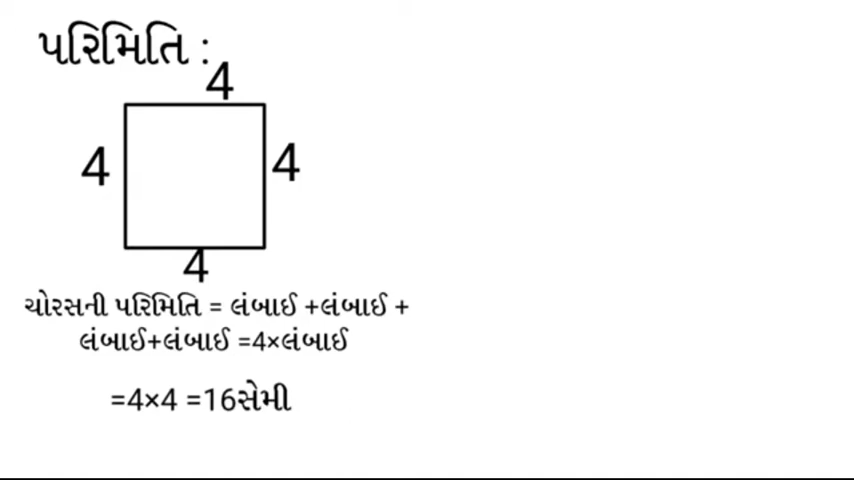 પરિમિતિ :
4
4
4
4
ચોરસની પરિમિતિ = લંબાઈ +લંબાઈ +
લંબાઈ+લંબાઈ =4×લંબાઈ
=4×4 =16સેમી